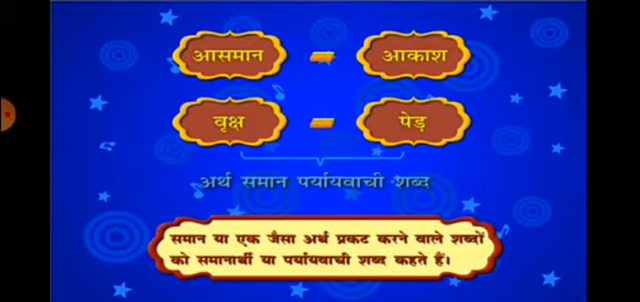 आसमान - आकाश
वृक्ष - पेड़
अर्थ समान पर्यायवाची शब्द
समान या एक जैसा अर्थ प्रकट करने वाले शब्दों
को समानार्थी या पर्यायवाची शब्द कहते हैं।